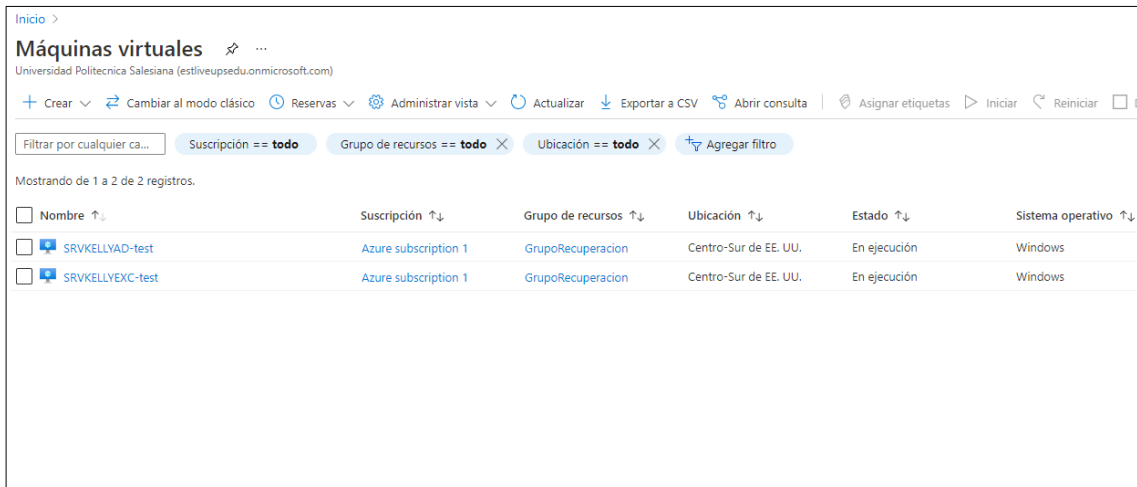 Inicio >
Máquinas virtuales ...
Universidad Politecnica Salesiana (estliveupsedu.onmicrosoft.com)
Crear Cambiar al modo clásico Reservas Administrar vista Actualizar Exportar a CSV Abrir consulta Asignar etiquetas Iniciar Reiniciar
Filtrar por cualquier ca... Suscripción == todo Grupo de recursos == todo Ubicación == todo Agregar filtro
Mostrando de 1 a 2 de 2 registros.
Nombre ↑↓ Suscripción ↑↓ Grupo de recursos ↑↓ Ubicación ↑↓ Estado ↑↓ Sistema operativo ↑↓
SRVKELLYAD-test Azure subscription 1 GrupoRecuperacion Centro-Sur de EE. UU. En ejecución Windows
SRVKELLYEXC-test Azure subscription 1 GrupoRecuperacion Centro-Sur de EE. UU. En ejecución Windows